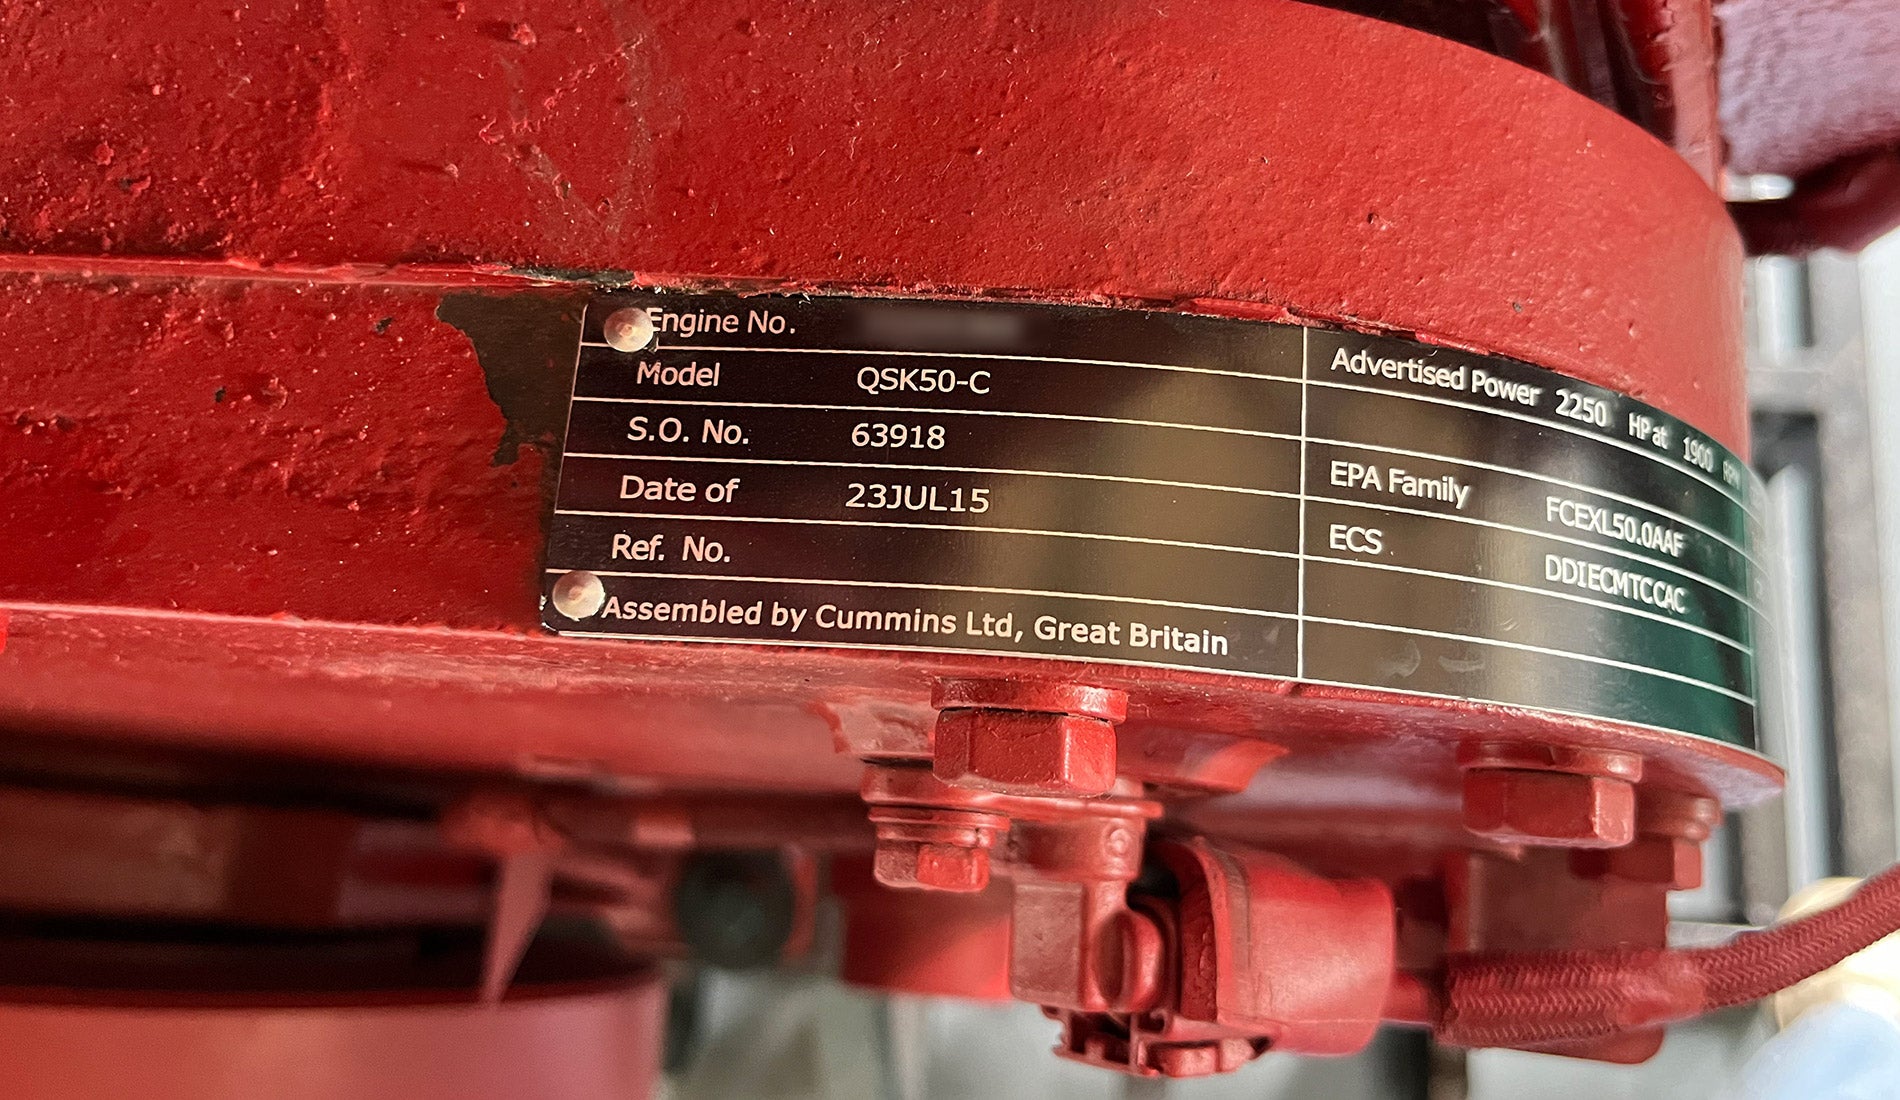 Engine No.
Model QSK50-C
S.O. No. 63918
Date of 23JUL15
Ref. No.
Assembled by Cummins Ltd, Great Britain
Advertised Power 2250 HP at 1900 RPM
EPA Family FCEXL50.0AAF
ECS DDIECMTCCAC